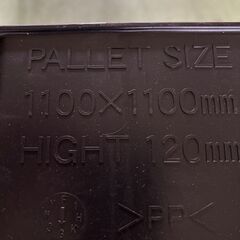 PALLET SIZE
1100×1100mm
HIGHT 120mm
>PP<